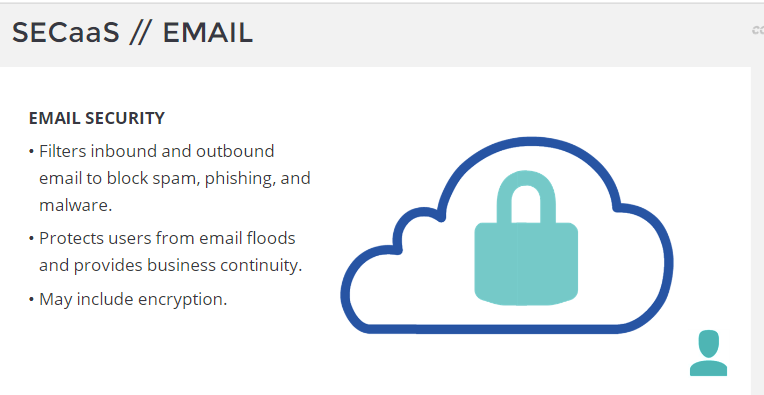 SECaaS // EMAIL
EMAIL SECURITY
• Filters inbound and outbound
email to block spam, phishing, and
malware.
• Protects users from email floods
and provides business continuity.
• May include encryption.